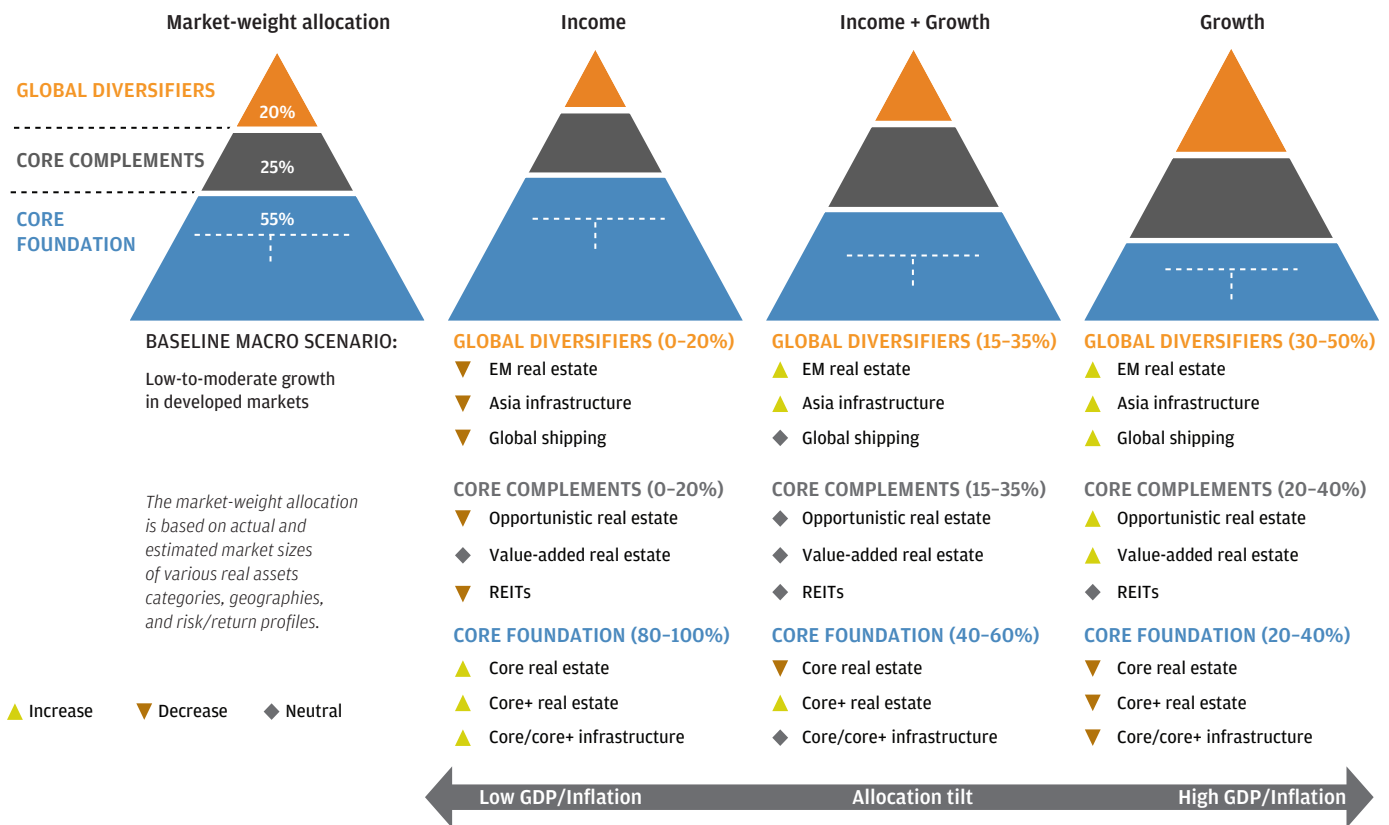 Market-weight allocation
Income
Income + Growth
Growth
GLOBAL DIVERSIFIERS
20%
CORE COMPLEMENTS
25%
CORE
FOUNDATION
55%
BASELINE MACRO SCENARIO:
Low-to-moderate growth
in developed markets
The market-weight allocation
is based on actual and
estimated market sizes
of various real assets
categories, geographies,
and risk/return profiles.
Increase
Decrease
Neutral
GLOBAL DIVERSIFIERS (0–20%)
EM real estate
Asia infrastructure
Global shipping
CORE COMPLEMENTS (0–20%)
Opportunistic real estate
Value-added real estate
REITs
CORE FOUNDATION (80–100%)
Core real estate
Core+ real estate
Core/core+ infrastructure
GLOBAL DIVERSIFIERS (15–35%)
EM real estate
Asia infrastructure
Global shipping
CORE COMPLEMENTS (15–35%)
Opportunistic real estate
Value-added real estate
REITs
CORE FOUNDATION (40–60%)
Core real estate
Core+ real estate
Core/core+ infrastructure
GLOBAL DIVERSIFIERS (30–50%)
EM real estate
Asia infrastructure
Global shipping
CORE COMPLEMENTS (20–40%)
Opportunistic real estate
Value-added real estate
REITs
CORE FOUNDATION (20–40%)
Core real estate
Core+ real estate
Core/core+ infrastructure
Low GDP/Inflation
Allocation tilt
High GDP/Inflation